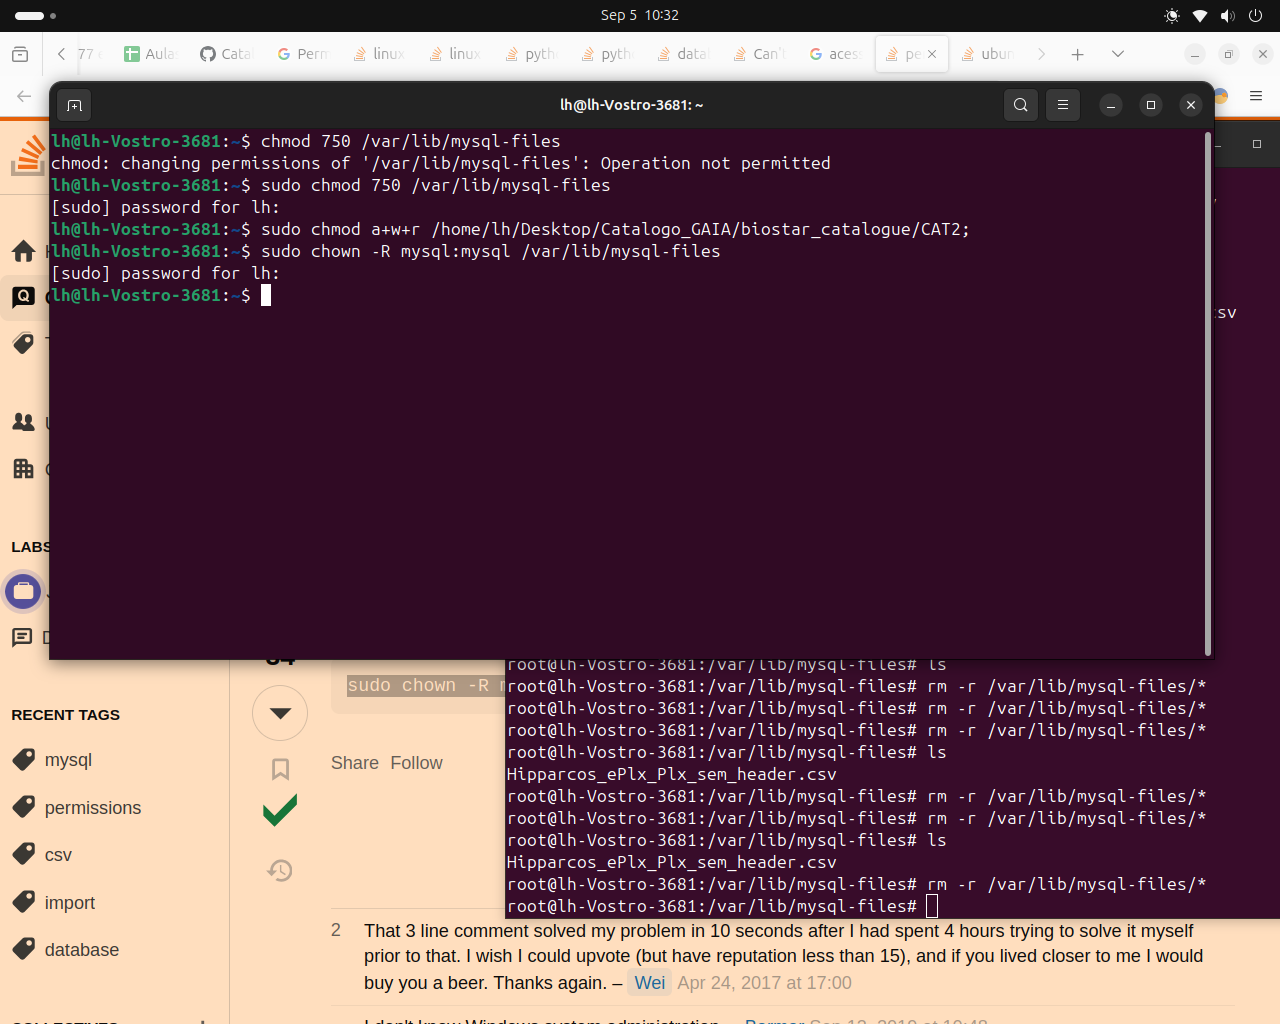 Sep 5 10:32
77
Aula
Cata
Perm
linux
linux
pyth
pyth
datal
Can't
aces
pe
ubun
lh@lh-Vostro-3681: ~
lh@lh-Vostro-3681:~$ chmod 750 /var/lib/mysql-files
chmod: changing permissions of '/var/lib/mysql-files': Operation not permitted
lh@lh-Vostro-3681:~$ sudo chmod 750 /var/lib/mysql-files
[sudo] password for lh:
lh@lh-Vostro-3681:~$ sudo chmod a+w+r /home/lh/Desktop/Catalogo_GAIA/biostar_catalogue/CAT2;
lh@lh-Vostro-3681:~$ sudo chown -R mysql:mysql /var/lib/mysql-files
[sudo] password for lh:
lh@lh-Vostro-3681:~$
sv
LABS
RECENT TAGS
mysql
permissions
csv
import
database
sudo chown -R
Share Follow
root@lh-Vostro-3681:/var/lib/mysql-files# ls
root@lh-Vostro-3681:/var/lib/mysql-files# rm -r /var/lib/mysql-files/*
root@lh-Vostro-3681:/var/lib/mysql-files# rm -r /var/lib/mysql-files/*
root@lh-Vostro-3681:/var/lib/mysql-files# rm -r /var/lib/mysql-files/*
root@lh-Vostro-3681:/var/lib/mysql-files# ls
Hipparcos_ePlx_Plx_sem_header.csv
root@lh-Vostro-3681:/var/lib/mysql-files# rm -r /var/lib/mysql-files/*
root@lh-Vostro-3681:/var/lib/mysql-files# rm -r /var/lib/mysql-files/*
root@lh-Vostro-3681:/var/lib/mysql-files# ls
Hipparcos_ePlx_Plx_sem_header.csv
root@lh-Vostro-3681:/var/lib/mysql-files# rm -r /var/lib/mysql-files/*
root@lh-Vostro-3681:/var/lib/mysql-files#
2 That 3 line comment solved my problem in 10 seconds after I had spent 4 hours trying to solve it myself
prior to that. I wish I could upvote (but have reputation less than 15), and if you lived closer to me I would
buy you a beer. Thanks again. – Wei Apr 24, 2017 at 17:00
I don't know Windows system administration